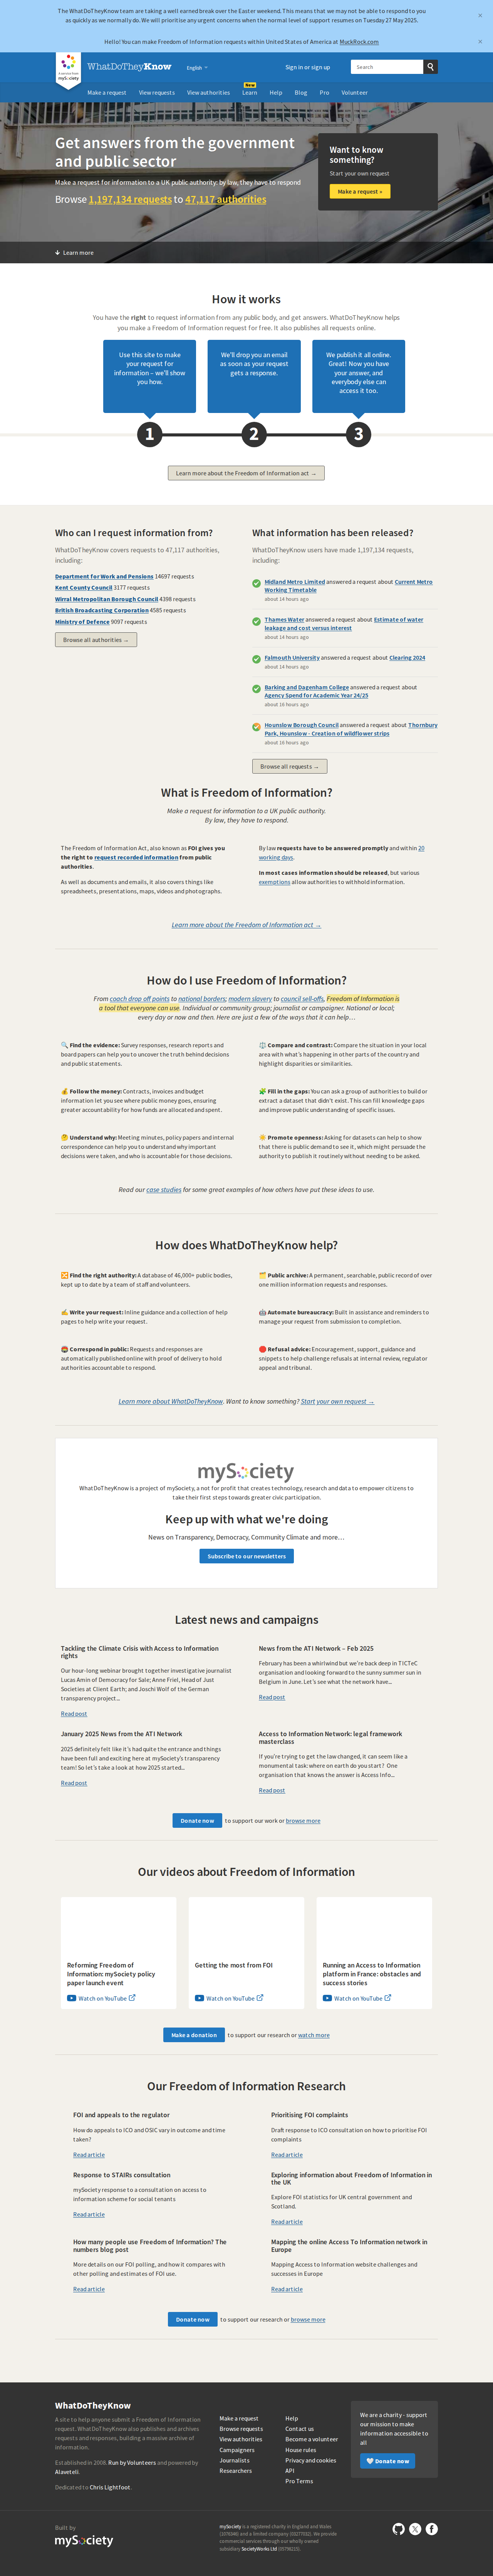 The WhatDoTheyKnow team are taking a well earned break over the Easter weekend. This means that we may not be able to respond to you
as quickly as we normally do. We will prioritise any urgent concerns when the normal level of support resumes on Tuesday 27 May 2025.
×
Hello! You can make Freedom of Information requests within United States of America at MuckRock.com
×
A project from
mySociety
WhatDoTheyKnow
English
Sign in or sign up
Search
Make a request
View requests
View authorities
New
Learn
Help
Blog
Pro
Volunteer
Get answers from the government
and public sector
Make a request for information to a UK public authority: by law, they have to respond
Browse 1,197,134 requests to 47,117 authorities
Want to know
something?
Start your own request
Make a request »
↓ Learn more
How it works
You have the right to request information from any public body, and get answers. WhatDoTheyKnow helps
you make a Freedom of Information request for free. It also publishes all requests online.
Use this site to make
your request for
information – we'll show
you how.
We'll drop you an email
as soon as your request
gets a response.
We publish it all online.
Great! Now you have
your answer, and
everybody else can
access it too.
1
2
3
Learn more about the Freedom of Information act →
Who can I request information from?
WhatDoTheyKnow covers requests to 47,117 authorities,
including:
Department for Work and Pensions 14697 requests
Kent County Council 3177 requests
Wirral Metropolitan Borough Council 4398 requests
British Broadcasting Corporation 4585 requests
Ministry of Defence 9097 requests
Browse all authorities →
What information has been released?
WhatDoTheyKnow users have made 1,197,134 requests,
including:
Midland Metro Limited answered a request about Current Metro
Working Timetable
about 14 hours ago
Thames Water answered a request about Estimate of water
leakage and cost versus interest
about 14 hours ago
Falmouth University answered a request about Clearing 2024
about 14 hours ago
Barking and Dagenham College answered a request about
Agency Spend for Academic Year 24/25
about 16 hours ago
Hounslow Borough Council answered a request about Thornbury
Park, Hounslow - Creation of wildflower strips
about 16 hours ago
Browse all requests →
What is Freedom of Information?
Make a request for information to a UK public authority.
By law, they have to respond.
The Freedom of Information Act, also known as FOI gives you
the right to request recorded information from public
authorities.
As well as documents and emails, it also covers things like
spreadsheets, presentations, maps, videos and photographs.
By law requests have to be answered promptly and within 20
working days.
In most cases information should be released, but various
exemptions allow authorities to withhold information.
Learn more about the Freedom of Information act →
How do I use Freedom of Information?
From coach drop off points to national borders; modern slavery to council sell-offs, Freedom of Information is
a tool that everyone can use. Individual or community group; journalist or campaigner. National or local;
every day or now and then. Here are just a few of the ways that it can help…
🔍 Find the evidence: Survey responses, research reports and
board papers can help you to uncover the truth behind decisions
and public statements.
⚖️ Compare and contrast: Compare the situation in your local
area with what's happening in other parts of the country and
highlight disparities or similarities.
💰 Follow the money: Contracts, invoices and budget
information let you see where public money goes, ensuring
greater accountability for how funds are allocated and spent.
🧩 Fill in the gaps: You can ask a group of authorities to build or
extract a dataset that didn't exist. This can fill knowledge gaps
and improve public understanding of specific issues.
🤔 Understand why: Meeting minutes, policy papers and internal
correspondence can help you to understand why important
decisions were taken, and who is accountable for those decisions.
☀️ Promote openness: Asking for datasets can help to show
that there is public demand to see it, which might persuade the
authority to publish it routinely without needing to be asked.
Read our case studies for some great examples of how others have put these ideas to use.
How does WhatDoTheyKnow help?
🔀 Find the right authority: A database of 46,000+ public bodies,
kept up to date by a team of staff and volunteers.
🗂️ Public archive: A permanent, searchable, public record of over
one million information requests and responses.
✍️ Write your request: Inline guidance and a collection of help
pages to help write your request.
🤖 Automate bureaucracy: Built in assistance and reminders to
manage your request from submission to completion.
📮 Correspond in public: Requests and responses are
automatically published online with proof of delivery to hold
authorities accountable to respond.
🛑 Refusal advice: Encouragement, support, guidance and
snippets to help challenge refusals at internal review, regulator
appeal and tribunal.
Learn more about WhatDoTheyKnow. Want to know something? Start your own request →
mySociety
WhatDoTheyKnow is a project of mySociety, a not for profit that creates technology, research and data to empower citizens to
take their first steps towards greater civic participation.
Keep up with what we're doing
News on Transparency, Democracy, Community Climate and more…
Subscribe to our newsletters
Latest news and campaigns
Tackling the Climate Crisis with Access to Information
rights
Our hour-long webinar brought together investigative journalist
Lucas Amin of Democracy for Sale; Anne Friel, Head of Just
Societies at Client Earth; and Joschi Wolf of the German
transparency project...
Read post
News from the ATI Network – Feb 2025
February has been a whirlwind but we're back deep in TICTeC
organisation and looking forward to the sunny summer sun in
Belgium in June. Let's see what the network have...
Read post
January 2025 News from the ATI Network
2025 definitely felt like it's had quite the entrance and things
have been full and exciting here at mySociety's transparency
team! So let's take a look at how 2025 started...
Read post
Access to Information Network: legal framework
masterclass
If you're trying to get the law changed, it can seem like a
monumental task: where on earth do you start? One
organisation that knows the answer is Access Info...
Read post
Donate now to support our work or browse more
Our videos about Freedom of Information
Reforming Freedom of
Information: mySociety policy
paper launch event
Watch on YouTube
Getting the most from FOI
Watch on YouTube
Running an Access to Information
platform in France: obstacles and
success stories
Watch on YouTube
Make a donation to support our research or watch more
Our Freedom of Information Research
FOI and appeals to the regulator
How do appeals to ICO and OSIC vary in outcome and time
taken?
Read article
Prioritising FOI complaints
Draft response to ICO consultation on how to prioritise FOI
complaints
Read article
Response to STAIRs consultation
mySociety response to a consultation on access to
information scheme for social tenants
Read article
Exploring information about Freedom of Information in
the UK
Explore FOI statistics for UK central government and
Scotland.
Read article
How many people use Freedom of Information? The
numbers blog post
More details on our FOI polling, and how it compares with
other polling and estimates of FOI use.
Read article
Mapping the online Access To Information network in
Europe
Mapping Access to Information website challenges and
successes in Europe
Read article
Donate now to support our research or browse more
WhatDoTheyKnow
A site to help anyone submit a Freedom of Information
request. WhatDoTheyKnow also publishes and archives
requests and responses, building a massive archive of
information.
Established in 2008. Run by Volunteers and powered by
Alaveteli.
Dedicated to Chris Lightfoot.
Make a request
Browse requests
View authorities
Campaigners
Journalists
Researchers
Help
Contact us
Become a volunteer
House rules
Privacy and cookies
API
Pro Terms
We are a charity - support
our mission to make
information accessible to
all
🤍 Donate now
Built by
mySociety
mySociety is a registered charity in England and Wales
(1076346) and a limited company (03277032). We provide
commercial services through our wholly owned
subsidiary SocietyWorks Ltd (05798215).